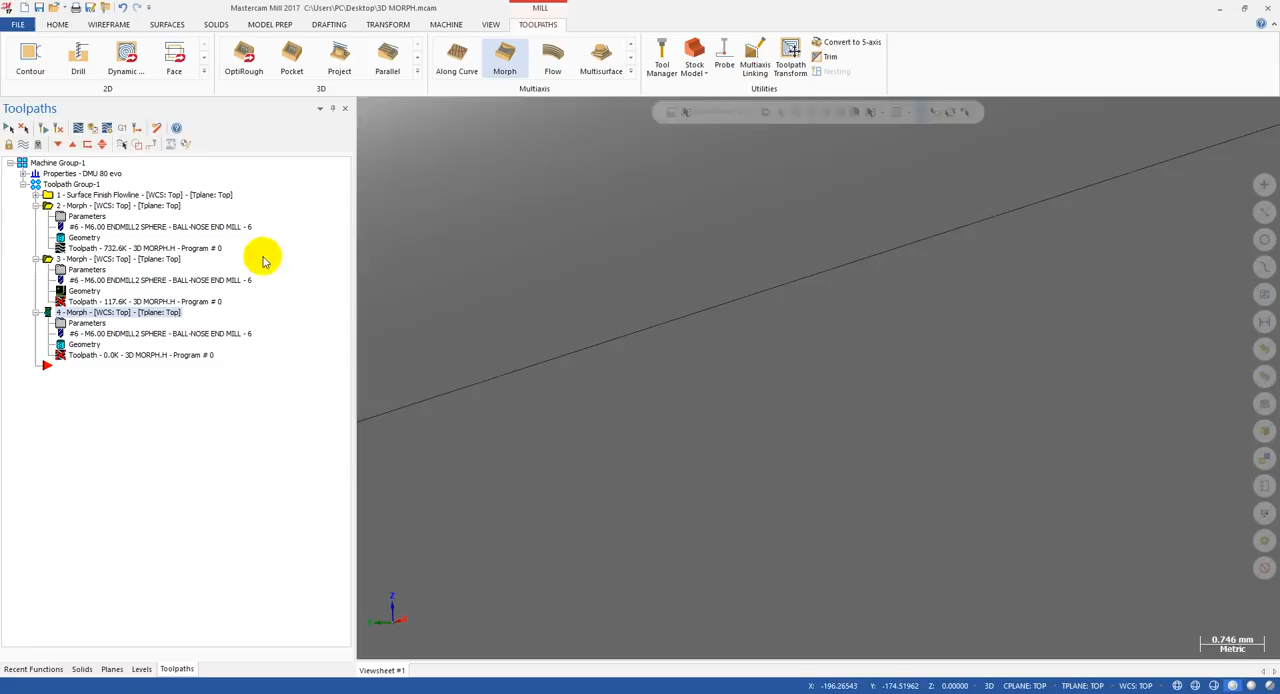 Mastercam Mill 2017 C:\Users\PC\Desktop\3D MORPH.mcam
MILL
FILE HOME WIREFRAME SURFACES SOLIDS MODEL PREP DRAFTING TRANSFORM MACHINE VIEW TOOLPATHS
Contour Drill Dynamic ... Face OptiRough Pocket Project Parallel Along Curve Morph Flow Multisurface Tool Manager Stock Model Probe Multiaxis Linking Toolpath Transform
Convert to 5-axis
Trim
Nesting
2D 3D Multiaxis Utilities
Toolpaths
G1
Machine Group-1
Properties - DMU 80 evo
Toolpath Group-1
1 - Surface Finish Flowline - [WCS: Top] - [Tplane: Top]
2 - Morph - [WCS: Top] - [Tplane: Top]
Parameters
#6 - M6.00 ENDMILL2 SPHERE - BALL-NOSE END MILL - 6
Geometry
Toolpath - 732.6K - 3D MORPH.H - Program # 0
3 - Morph - [WCS: Top] - [Tplane: Top]
Parameters
#6 - M6.00 ENDMILL2 SPHERE - BALL-NOSE END MILL - 6
Geometry
Toolpath - 117.6K - 3D MORPH.H - Program # 0
4 - Morph - [WCS: Top] - [Tplane: Top]
Parameters
#6 - M6.00 ENDMILL2 SPHERE - BALL-NOSE END MILL - 6
Geometry
Toolpath - 0.0K - 3D MORPH.H - Program # 0
Z
0.746 mm
Metric
Recent Functions Solids Planes Levels Toolpaths
Viewsheet #1
X: -196.26543 Y: -174.51962 Z: 0.00000 3D CPLANE: TOP TPLANE: TOP WCS: TOP